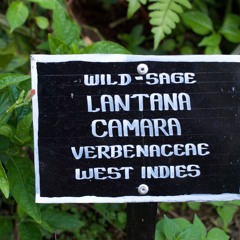 WILD-SAGE
LANTANA
CAMARA
VERBENACEAE
WEST INDIES